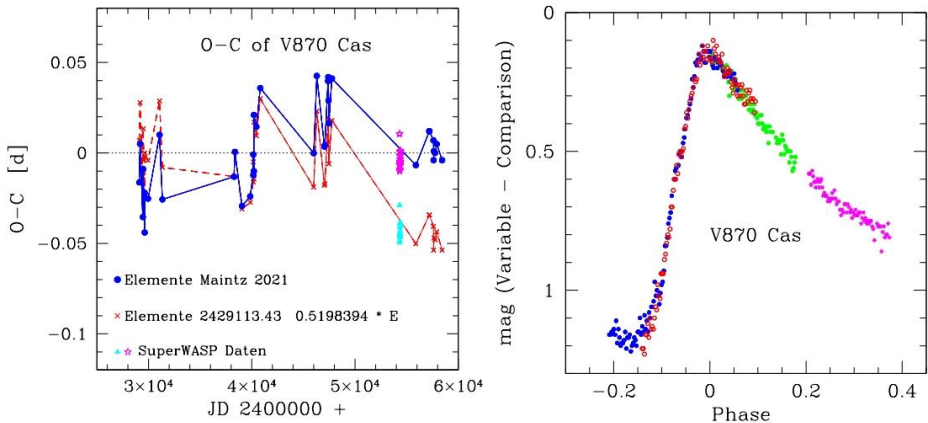 O−C of V870 Cas
O−C [d]
0.05
0
−0.05
−0.1
Elemente Maintz 2021
Elemente 2429113.43 0.5198394 * E
SuperWASP Daten
3×10⁴ 4×10⁴ 5×10⁴ 6×10⁴
JD 2400000 +
mag (Variable − Comparison)
0
0.5
1
V870 Cas
−0.2 0 0.2 0.4
Phase